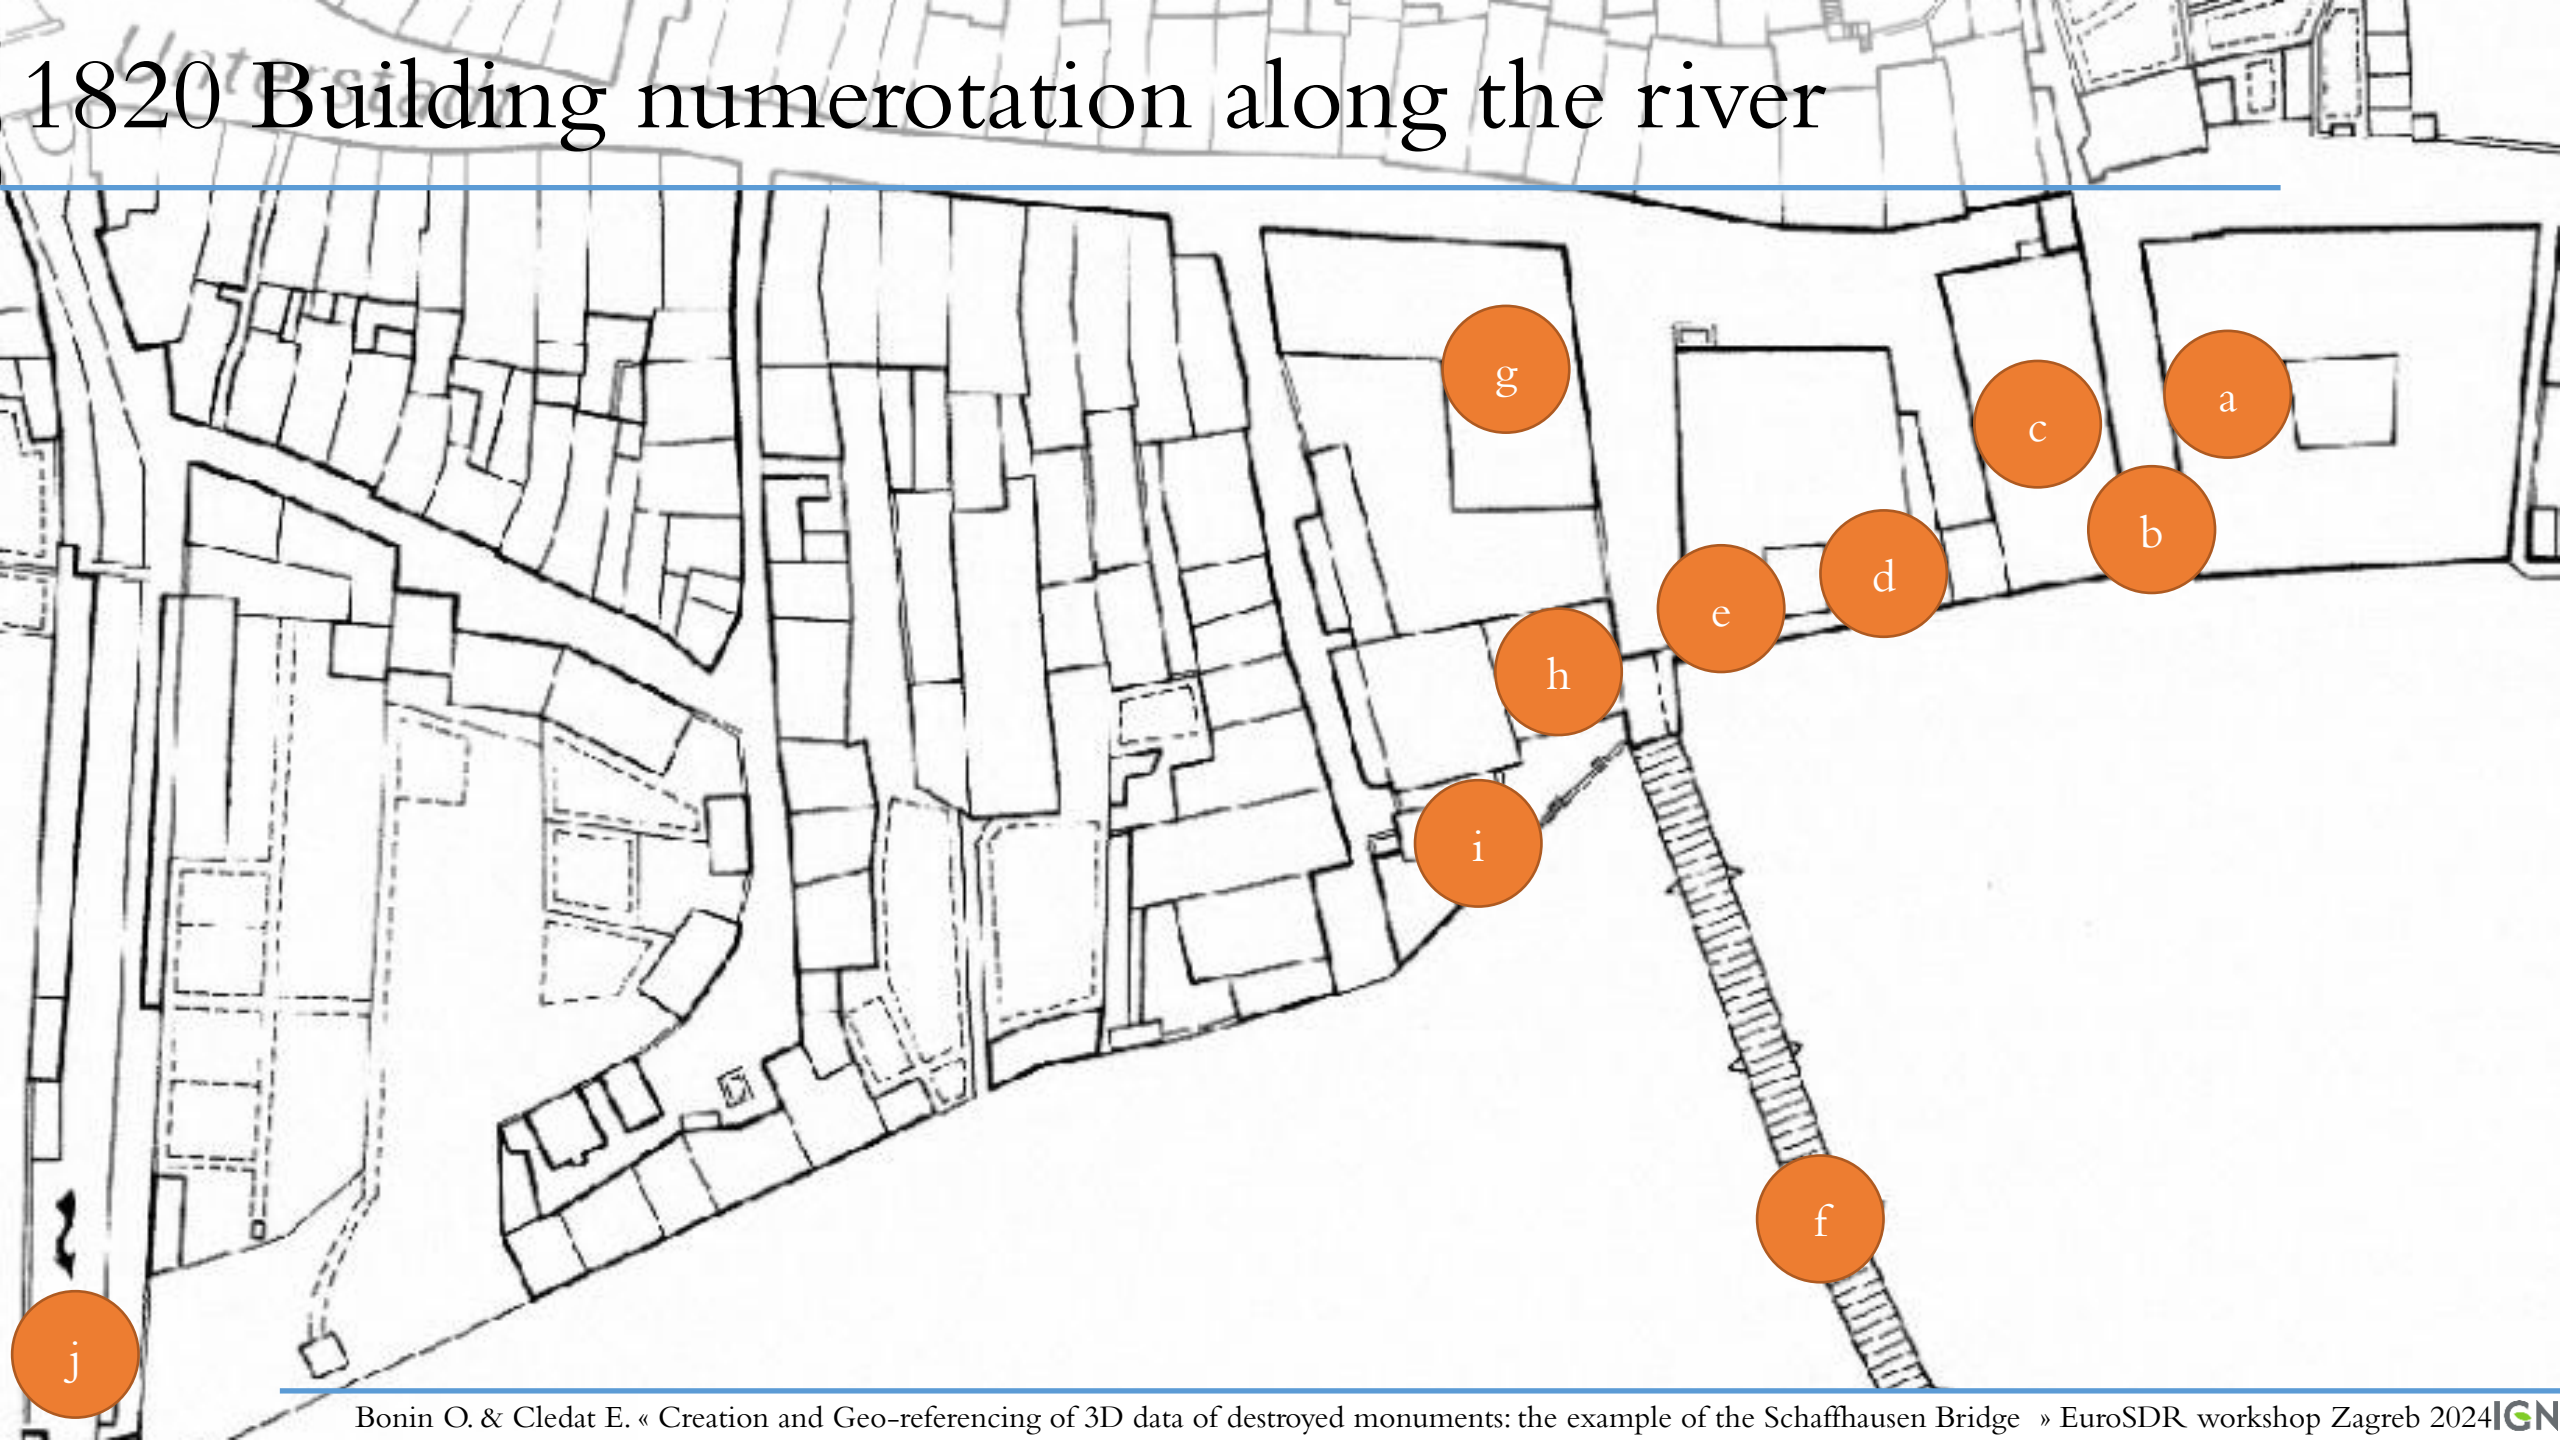 Unterstadt
1820 Building numerotation along the river
g
a
c
b
d
e
h
i
f
j
Bonin O. & Cledat E. « Creation and Geo-referencing of 3D data of destroyed monuments: the example of the Schaffhausen Bridge » EuroSDR workshop Zagreb 2024
IGN